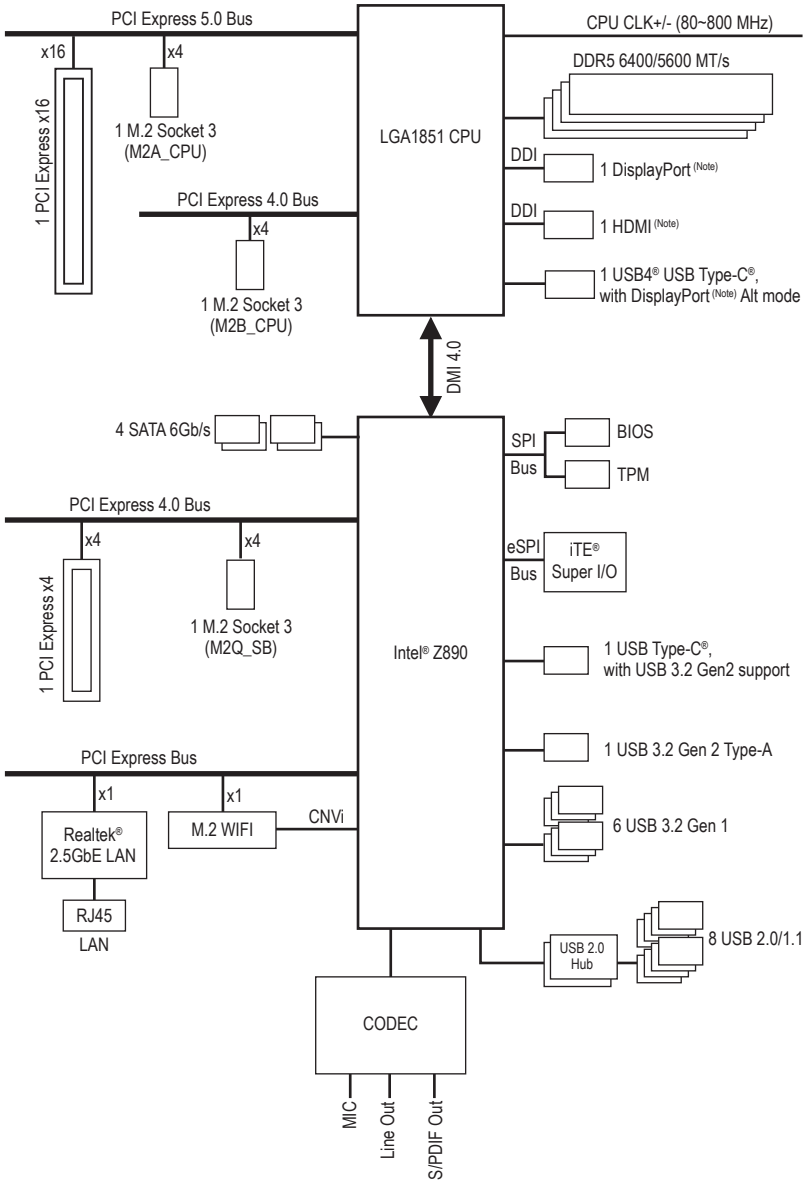 PCI Express 5.0 Bus
CPU CLK+/- (80~800 MHz)
x16
x4
DDR5 6400/5600 MT/s
1 PCI Express x16
1 M.2 Socket 3
(M2A_CPU)
LGA1851 CPU
DDI
1 DisplayPort (Note)
PCI Express 4.0 Bus
DDI
x4
1 HDMI (Note)
1 M.2 Socket 3
(M2B_CPU)
1 USB4® USB Type-C®,
with DisplayPort (Note) Alt mode
DMI 4.0
4 SATA 6Gb/s
SPI
Bus
BIOS
TPM
PCI Express 4.0 Bus
x4
x4
1 PCI Express x4
1 M.2 Socket 3
(M2Q_SB)
eSPI
Bus
iTE®
Super I/O
Intel® Z890
1 USB Type-C®,
with USB 3.2 Gen2 support
PCI Express Bus
1 USB 3.2 Gen 2 Type-A
x1
x1
Realtek®
2.5GbE LAN
M.2 WIFI
CNVi
6 USB 3.2 Gen 1
RJ45
LAN
USB 2.0
Hub
8 USB 2.0/1.1
CODEC
MIC
Line Out
S/PDIF Out